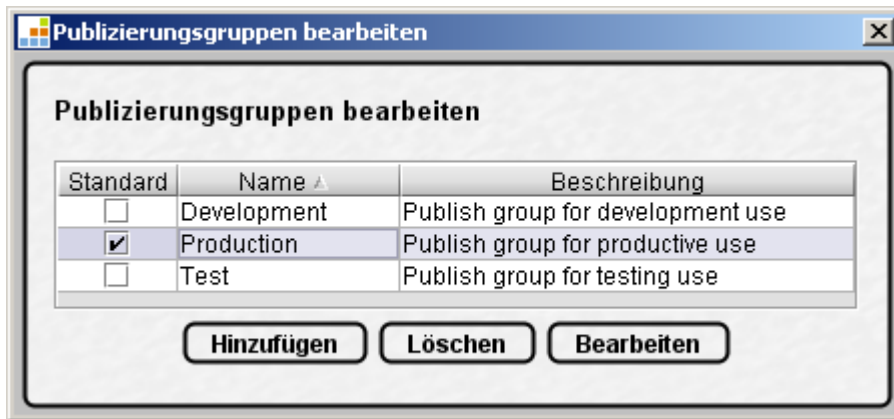 Publizierungsgruppen bearbeiten
Publizierungsgruppen bearbeiten
Standard Name Beschreibung
Development Publish group for development use
Production Publish group for productive use
Test Publish group for testing use
Hinzufügen Löschen Bearbeiten